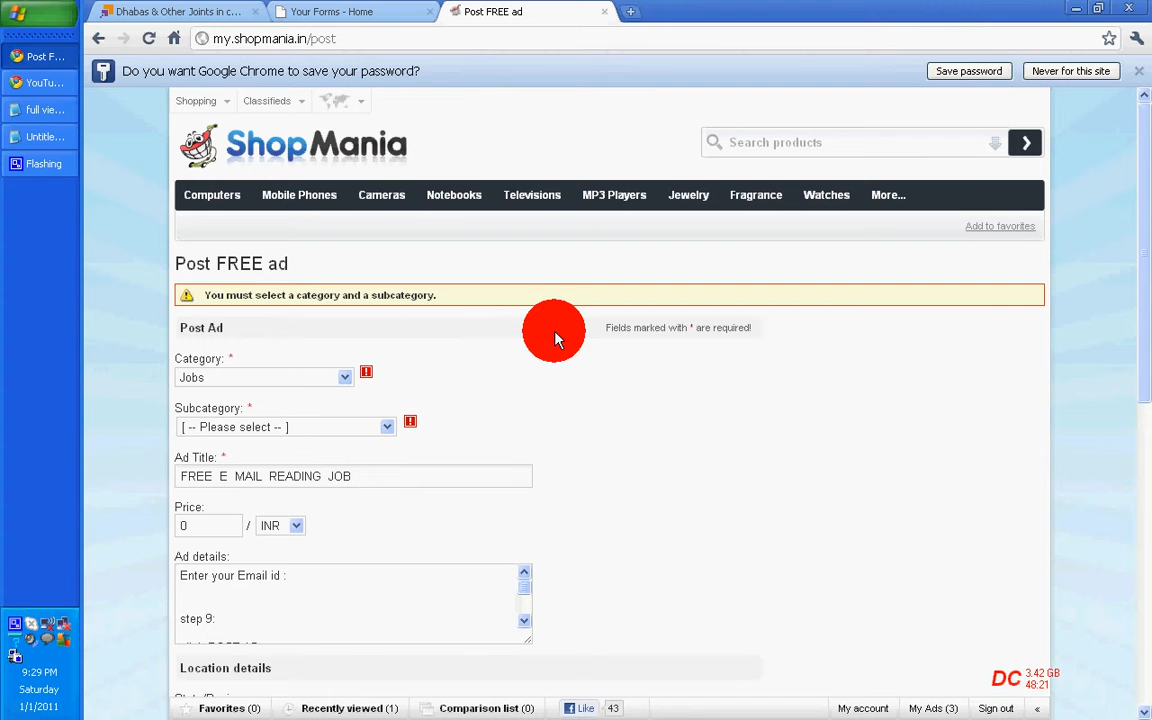 Dhabas & Other Joints in c...
Your Forms - Home
Post FREE ad
my.shopmania.in/post
Post F...
YouTu...
full vie...
Untitle...
Flashing
Do you want Google Chrome to save your password?
Save password
Never for this site
Shopping
Classifieds
ShopMania
Search products
Computers
Mobile Phones
Cameras
Notebooks
Televisions
MP3 Players
Jewelry
Fragrance
Watches
More...
Add to favorites
Post FREE ad
You must select a category and a subcategory.
Post Ad
Fields marked with * are required!
Category: *
Jobs
Subcategory: *
[ -- Please select -- ]
Ad Title: *
FREE E MAIL READING JOB
Price:
0 / INR
Ad details:
Enter your Email id :
step 9:
Location details
DC 3.42 GB
48:21
Favorites (0)
Recently viewed (1)
Comparison list (0)
Like
43
My account
My Ads (3)
Sign out
«
9:29 PM
Saturday
1/1/2011